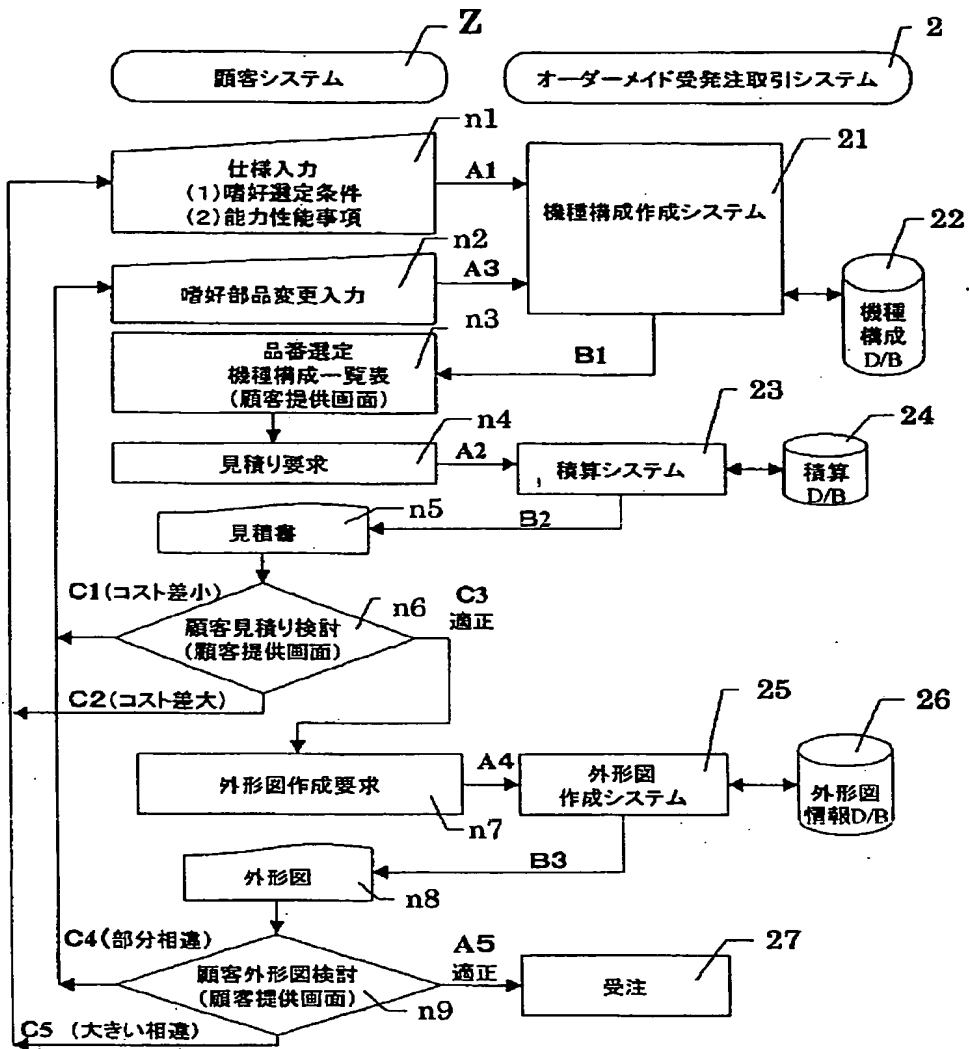 Z
2
顧客システム
オーダーメイド受発注取引システム
n1
21
仕様入力
(1)嗜好選定条件
(2)能力性能事項
A1
機種構成作成システム
22
n2
A3
嗜好部品変更入力
機種
構成
D/B
n3
品番選定
機種構成一覧表
(顧客提供画面)
B1
23
24
n4
見積り要求
A2
積算システム
積算
D/B
n5
見積書
B2
C1(コスト差小)
n6
C3
適正
顧客見積り検討
(顧客提供画面)
C2(コスト差大)
25
26
外形図作成要求
A4
外形図
作成システム
外形図
情報D/B
n7
B3
外形図
n8
C4(部分相違)
A5
適正
27
顧客外形図検討
(顧客提供画面)
受注
n9
C5 (大きい相違)